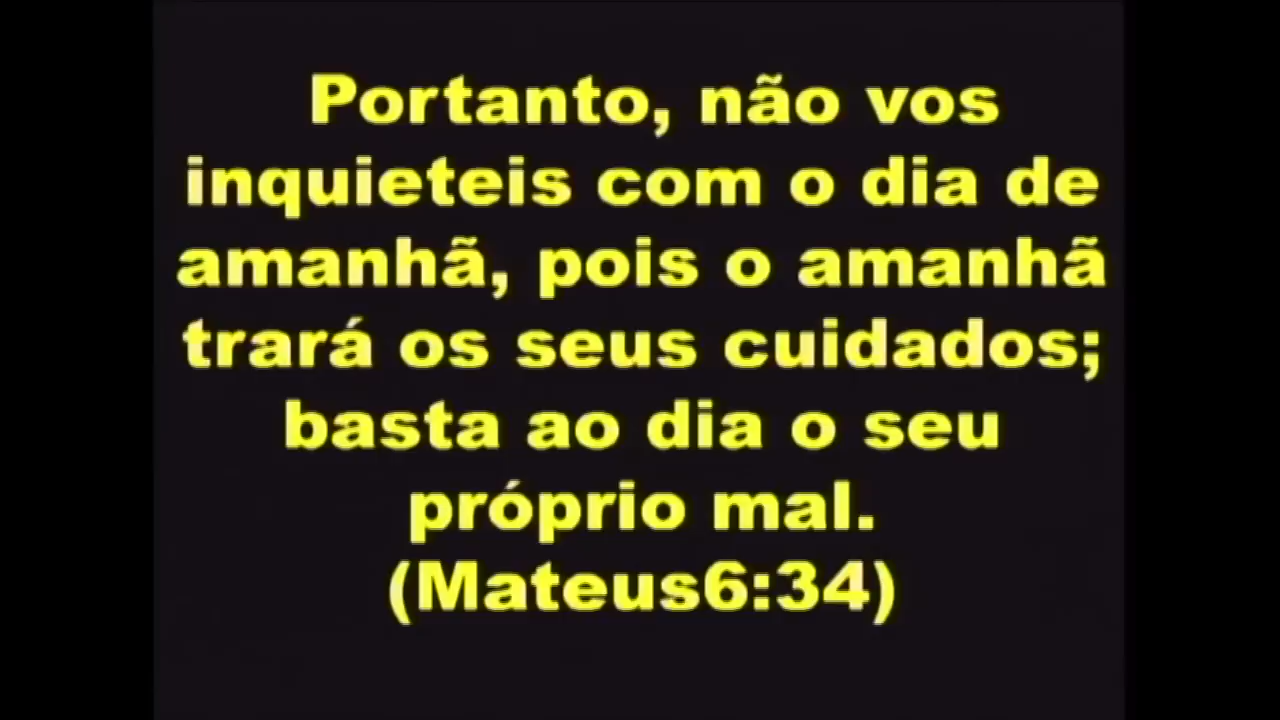 Portanto, não vos
inquieteis com o dia de
amanhã, pois o amanhã
trará os seus cuidados;
basta ao dia o seu
próprio mal.
(Mateus6:34)